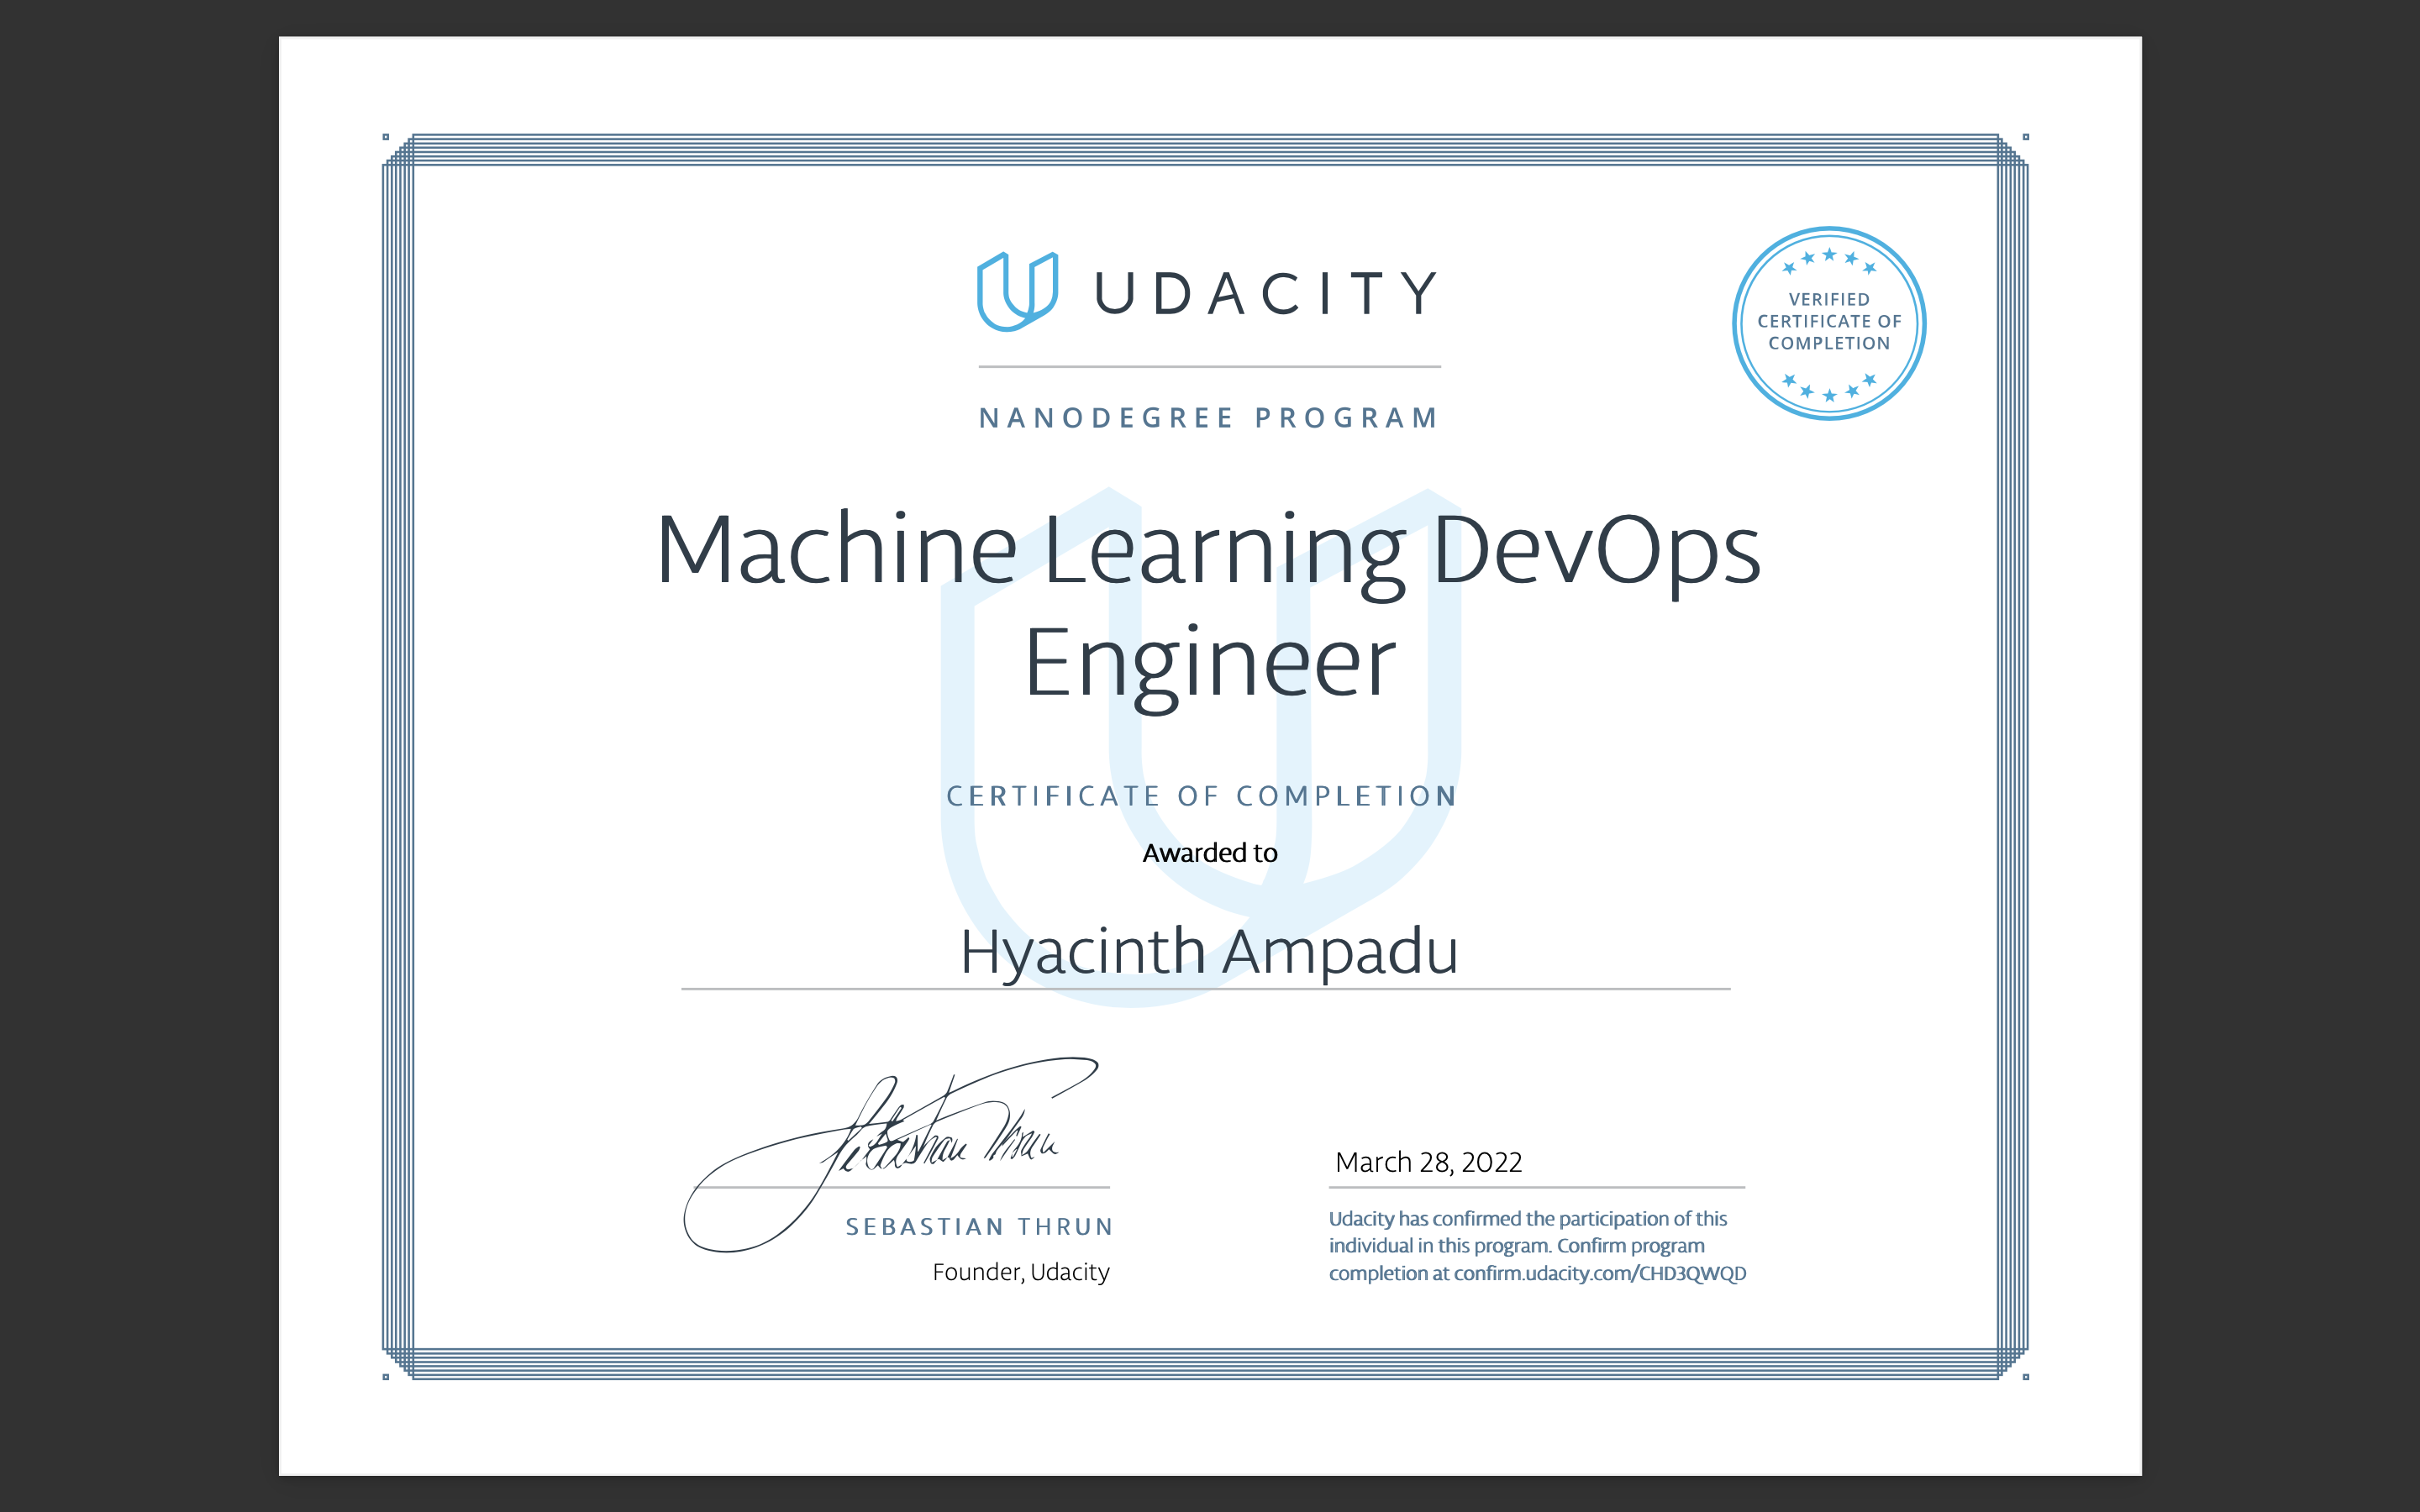 UDACITY
VERIFIED
CERTIFICATE OF
COMPLETION
NANODEGREE PROGRAM
Machine Learning DevOps
Engineer
CERTIFICATE OF COMPLETION
Awarded to
Hyacinth Ampadu
Sebastian Thrun
March 28, 2022
SEBASTIAN THRUN
Founder, Udacity
Udacity has confirmed the participation of this
individual in this program. Confirm program
completion at confirm.udacity.com/CHD3QWQD